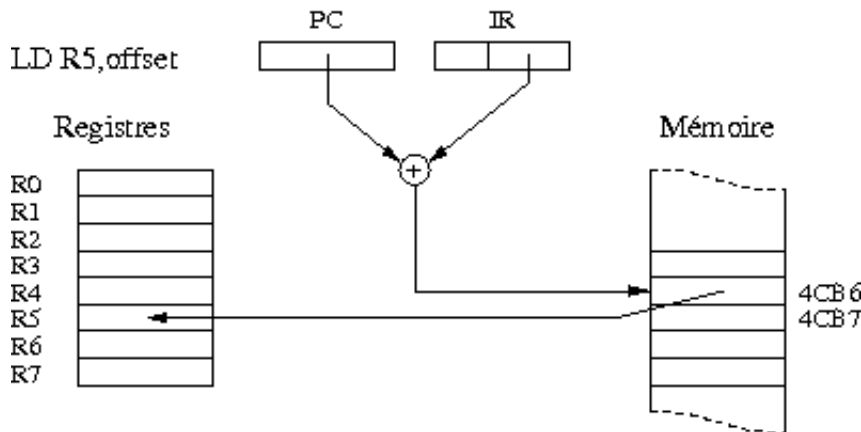 PC IR
LD R5,offset
Registres Mémoire
+
R0
R1
R2
R3
R4 4CB6
R5 4CB7
R6
R7